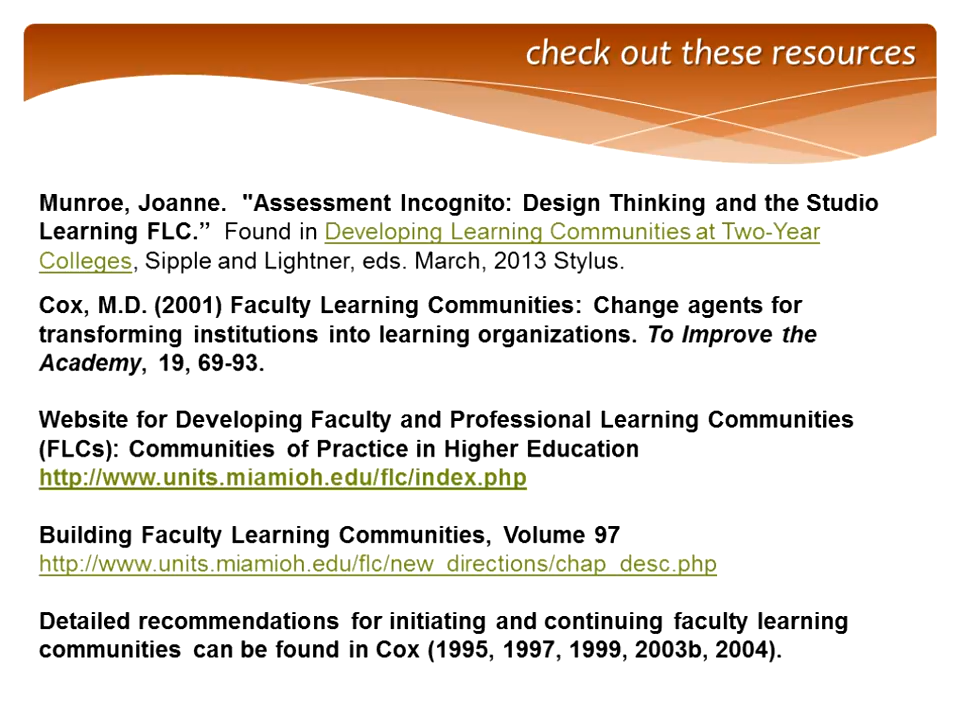 check out these resources
Munroe, Joanne. "Assessment Incognito: Design Thinking and the Studio
Learning FLC.” Found in Developing Learning Communities at Two-Year
Colleges, Sipple and Lightner, eds. March, 2013 Stylus.
Cox, M.D. (2001) Faculty Learning Communities: Change agents for
transforming institutions into learning organizations. To Improve the
Academy, 19, 69-93.
Website for Developing Faculty and Professional Learning Communities
(FLCs): Communities of Practice in Higher Education
http://www.units.miamioh.edu/flc/index.php
Building Faculty Learning Communities, Volume 97
http://www.units.miamioh.edu/flc/new_directions/chap_desc.php
Detailed recommendations for initiating and continuing faculty learning
communities can be found in Cox (1995, 1997, 1999, 2003b, 2004).